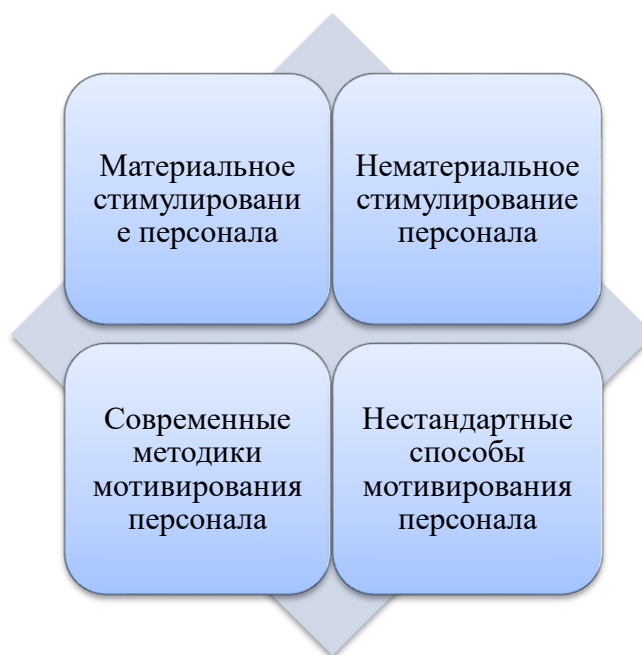 Материальное
стимулировани
е персонала
Нематериальное
стимулирование
персонала
Современные
методики
мотивирования
персонала
Нестандартные
способы
мотивирования
персонала